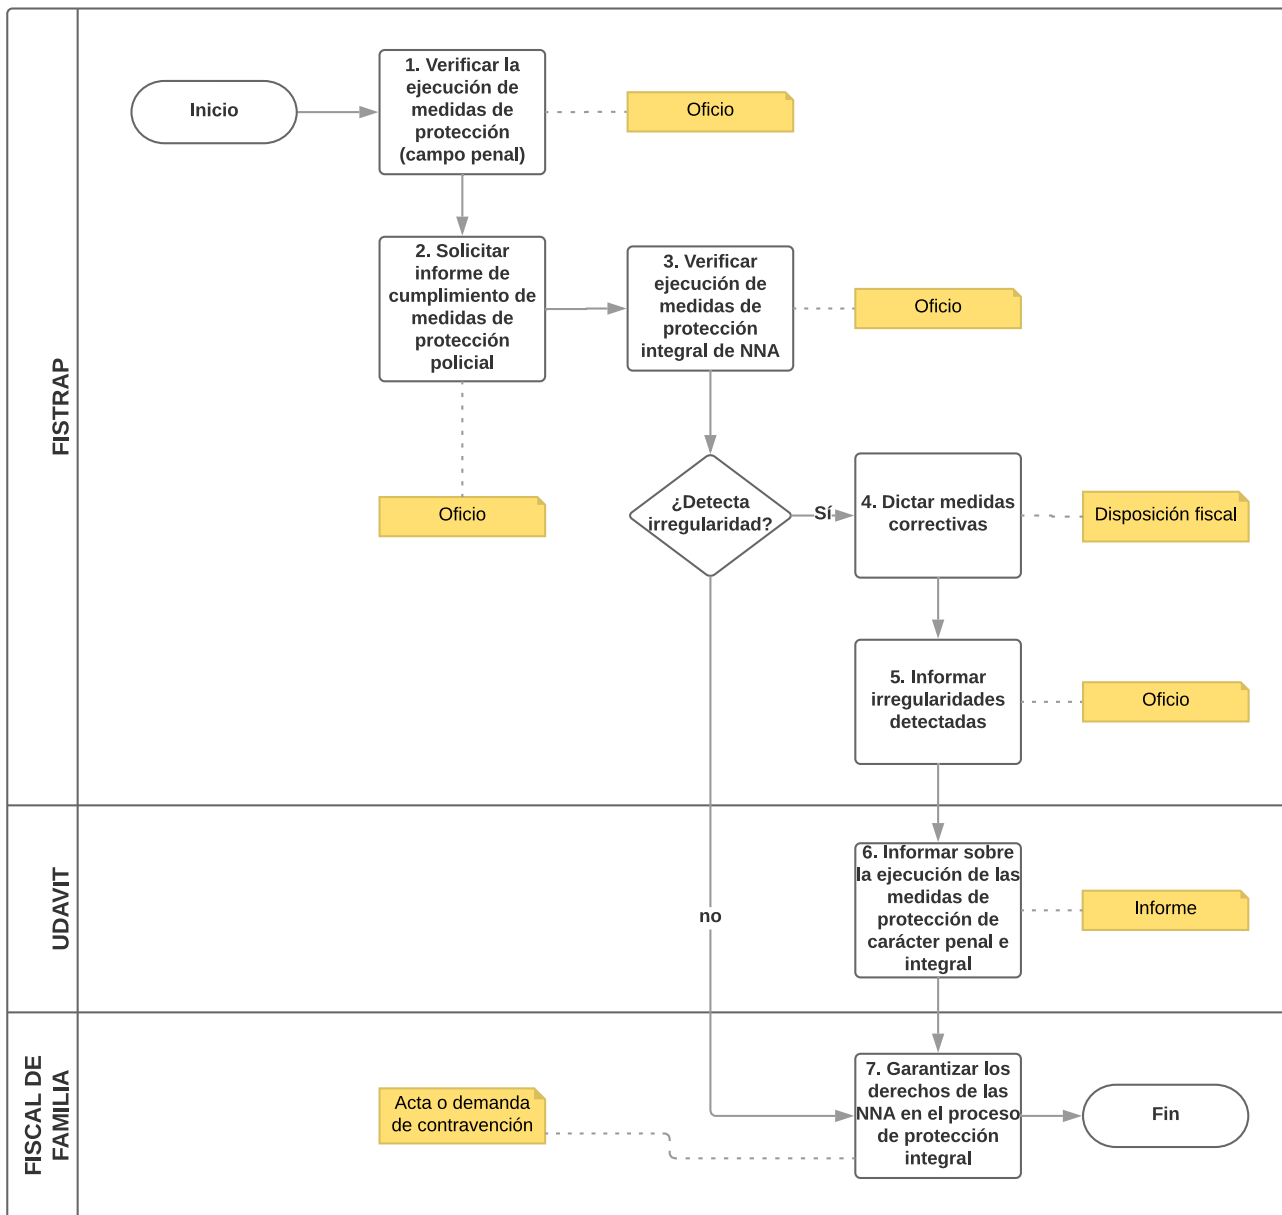 FISTRAP
Inicio
1. Verificar la
ejecución de
medidas de
protección
(campo penal)
Oficio
2. Solicitar
informe de
cumplimiento de
medidas de
protección
policial
3. Verificar
ejecución de
medidas de
protección
integral de NNA
Oficio
Oficio
¿Detecta
irregularidad?
Sí
4. Dictar medidas
correctivas
Disposición fiscal
5. Informar
irregularidades
detectadas
Oficio
UDAVIT
no
6. Informar sobre
la ejecución de las
medidas de
protección de
carácter penal e
integral
Informe
FISCAL DE
FAMILIA
Acta o demanda
de contravención
7. Garantizar los
derechos de las
NNA en el proceso
de protección
integral
Fin